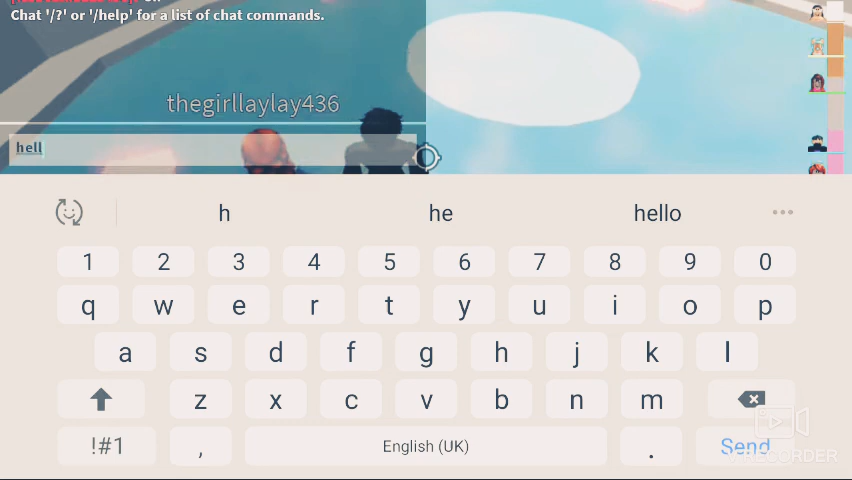 Chat '/?' or '/help' for a list of chat commands.
thegirllaylay436
hell
h he hello
1 2 3 4 5 6 7 8 9 0
q w e r t y u i o p
a s d f g h j k l
z x c v b n m
!#1 , English (UK) . Send
RECORDER